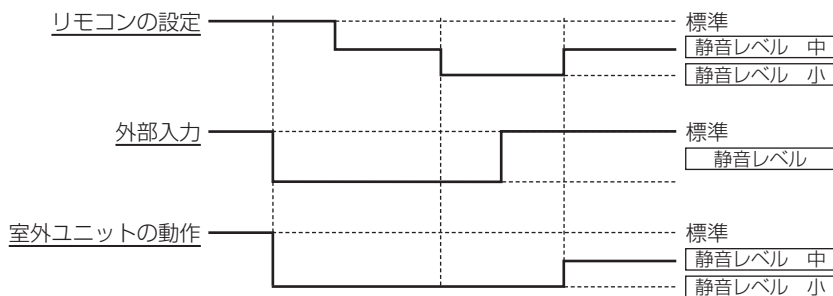 リモコンの設定
標準
静音レベル 中
静音レベル 小
外部入力
標準
静音レベル
室外ユニットの動作
標準
静音レベル 中
静音レベル 小